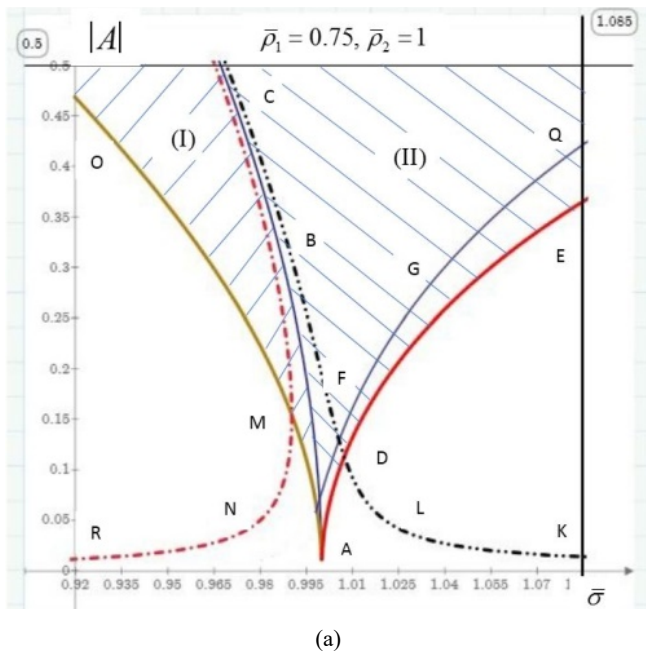 0.5
|A|
ρ̅₁ = 0.75, ρ̅₂ = 1
1.085
0.5
C
0.45
(I)
Q
(II)
0.4
O
0.35
B
0.3
G
E
0.25
0.2
F
0.15
M
D
0.1
N
L
K
0.05
R
A
0
0.92 0.935 0.95 0.965 0.98 0.995 1.01 1.025 1.04 1.055 1.07 1
σ̅
(a)